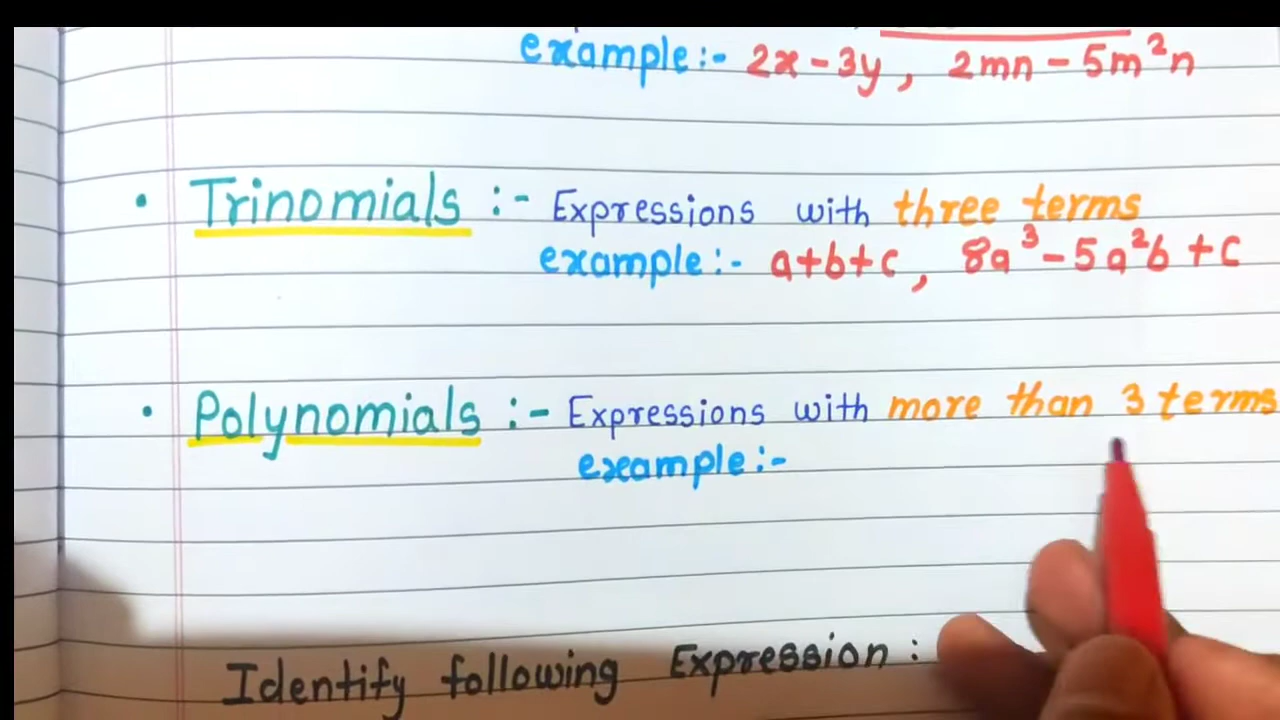 example:- 2x - 3y , 2mn - 5m²n
• Trinomials :- Expressions with three terms
example:- a+b+c , 8a³ - 5a²b + c
• Polynomials :- Expressions with more than 3 terms
example:-
Identify following Expression :